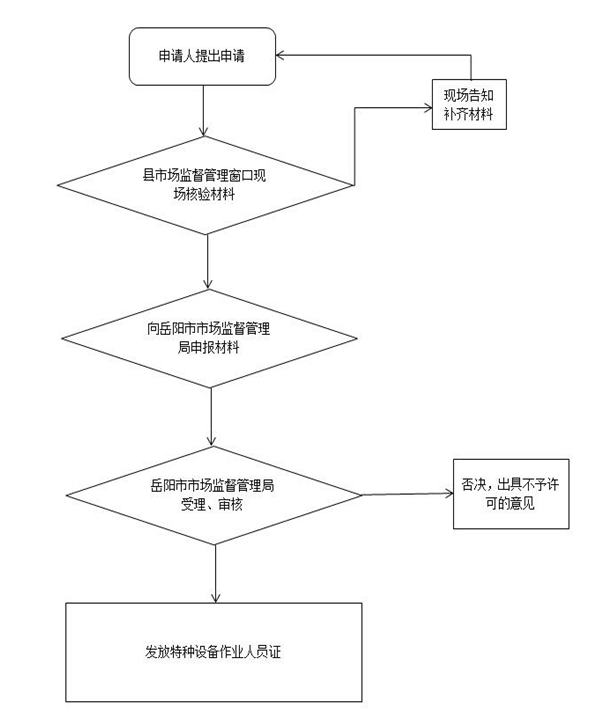 申请人提出申请
现场告知
补齐材料
县市场监督管理窗口现
场核验材料
向岳阳市市场监督管理
局申报材料
岳阳市市场监督管理局
受理、审核
否决，出具不予许
可的意见
发放特种设备作业人员证